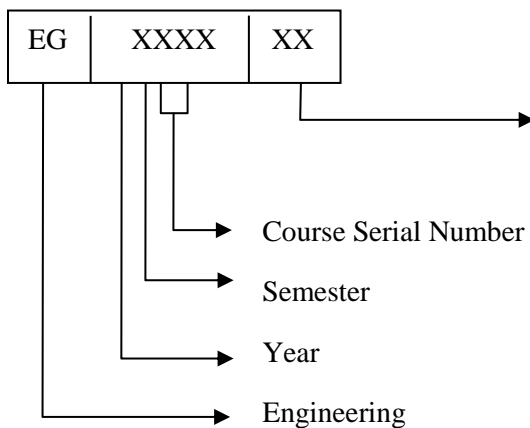 EG XXXX XX
Course Serial Number
Semester
Year
Engineering